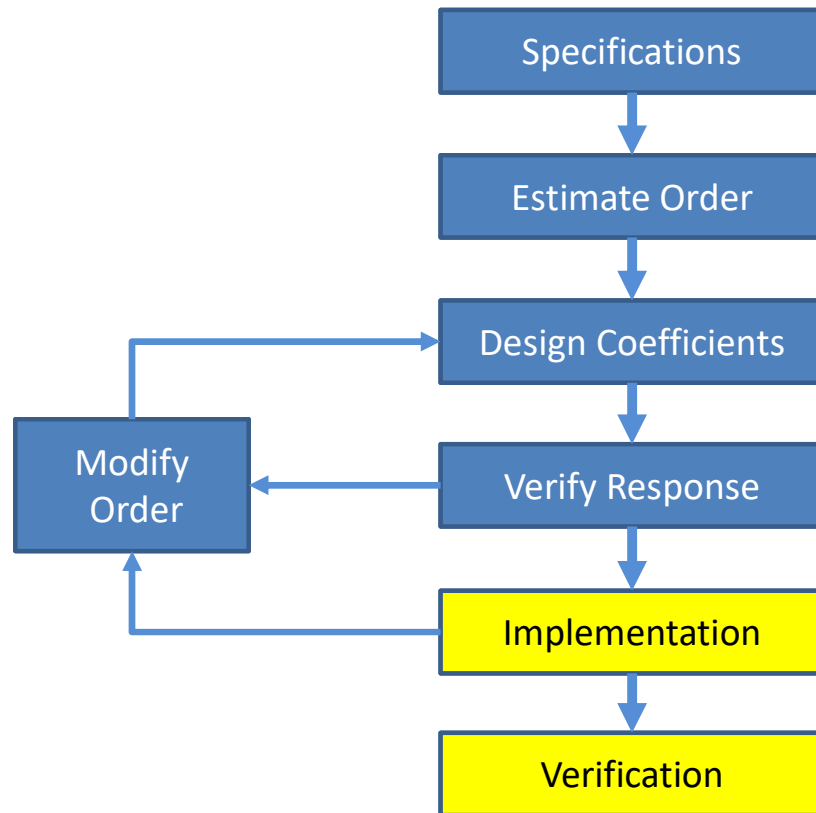 Specifications
Estimate Order
Design Coefficients
Modify
Order
Verify Response
Implementation
Verification